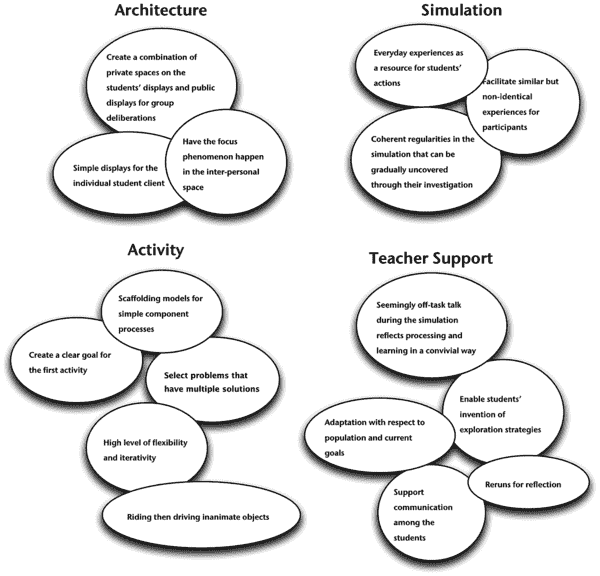 Architecture
Create a combination of
private spaces on the
students' displays and public
displays for group
deliberations
Have the focus
phenomenon happen
in the inter-personal
space
Simple displays for the
individual student client
Simulation
Everyday experiences as
a resource for students'
actions
Facilitate similar but
non-identical
experiences for
participants
Coherent regularities in the
simulation that can be
gradually uncovered
through their investigation
Activity
Scaffolding models for
simple component
processes
Create a clear goal for
the first activity
Select problems that
have multiple solutions
High level of flexibility
and iterativity
Riding then driving inanimate objects
Teacher Support
Seemingly off-task talk
during the simulation
reflects processing and
learning in a convivial way
Enable students'
invention of
exploration strategies
Adaptation with respect to
population and current
goals
Reruns for reflection
Support
communication
among the
students